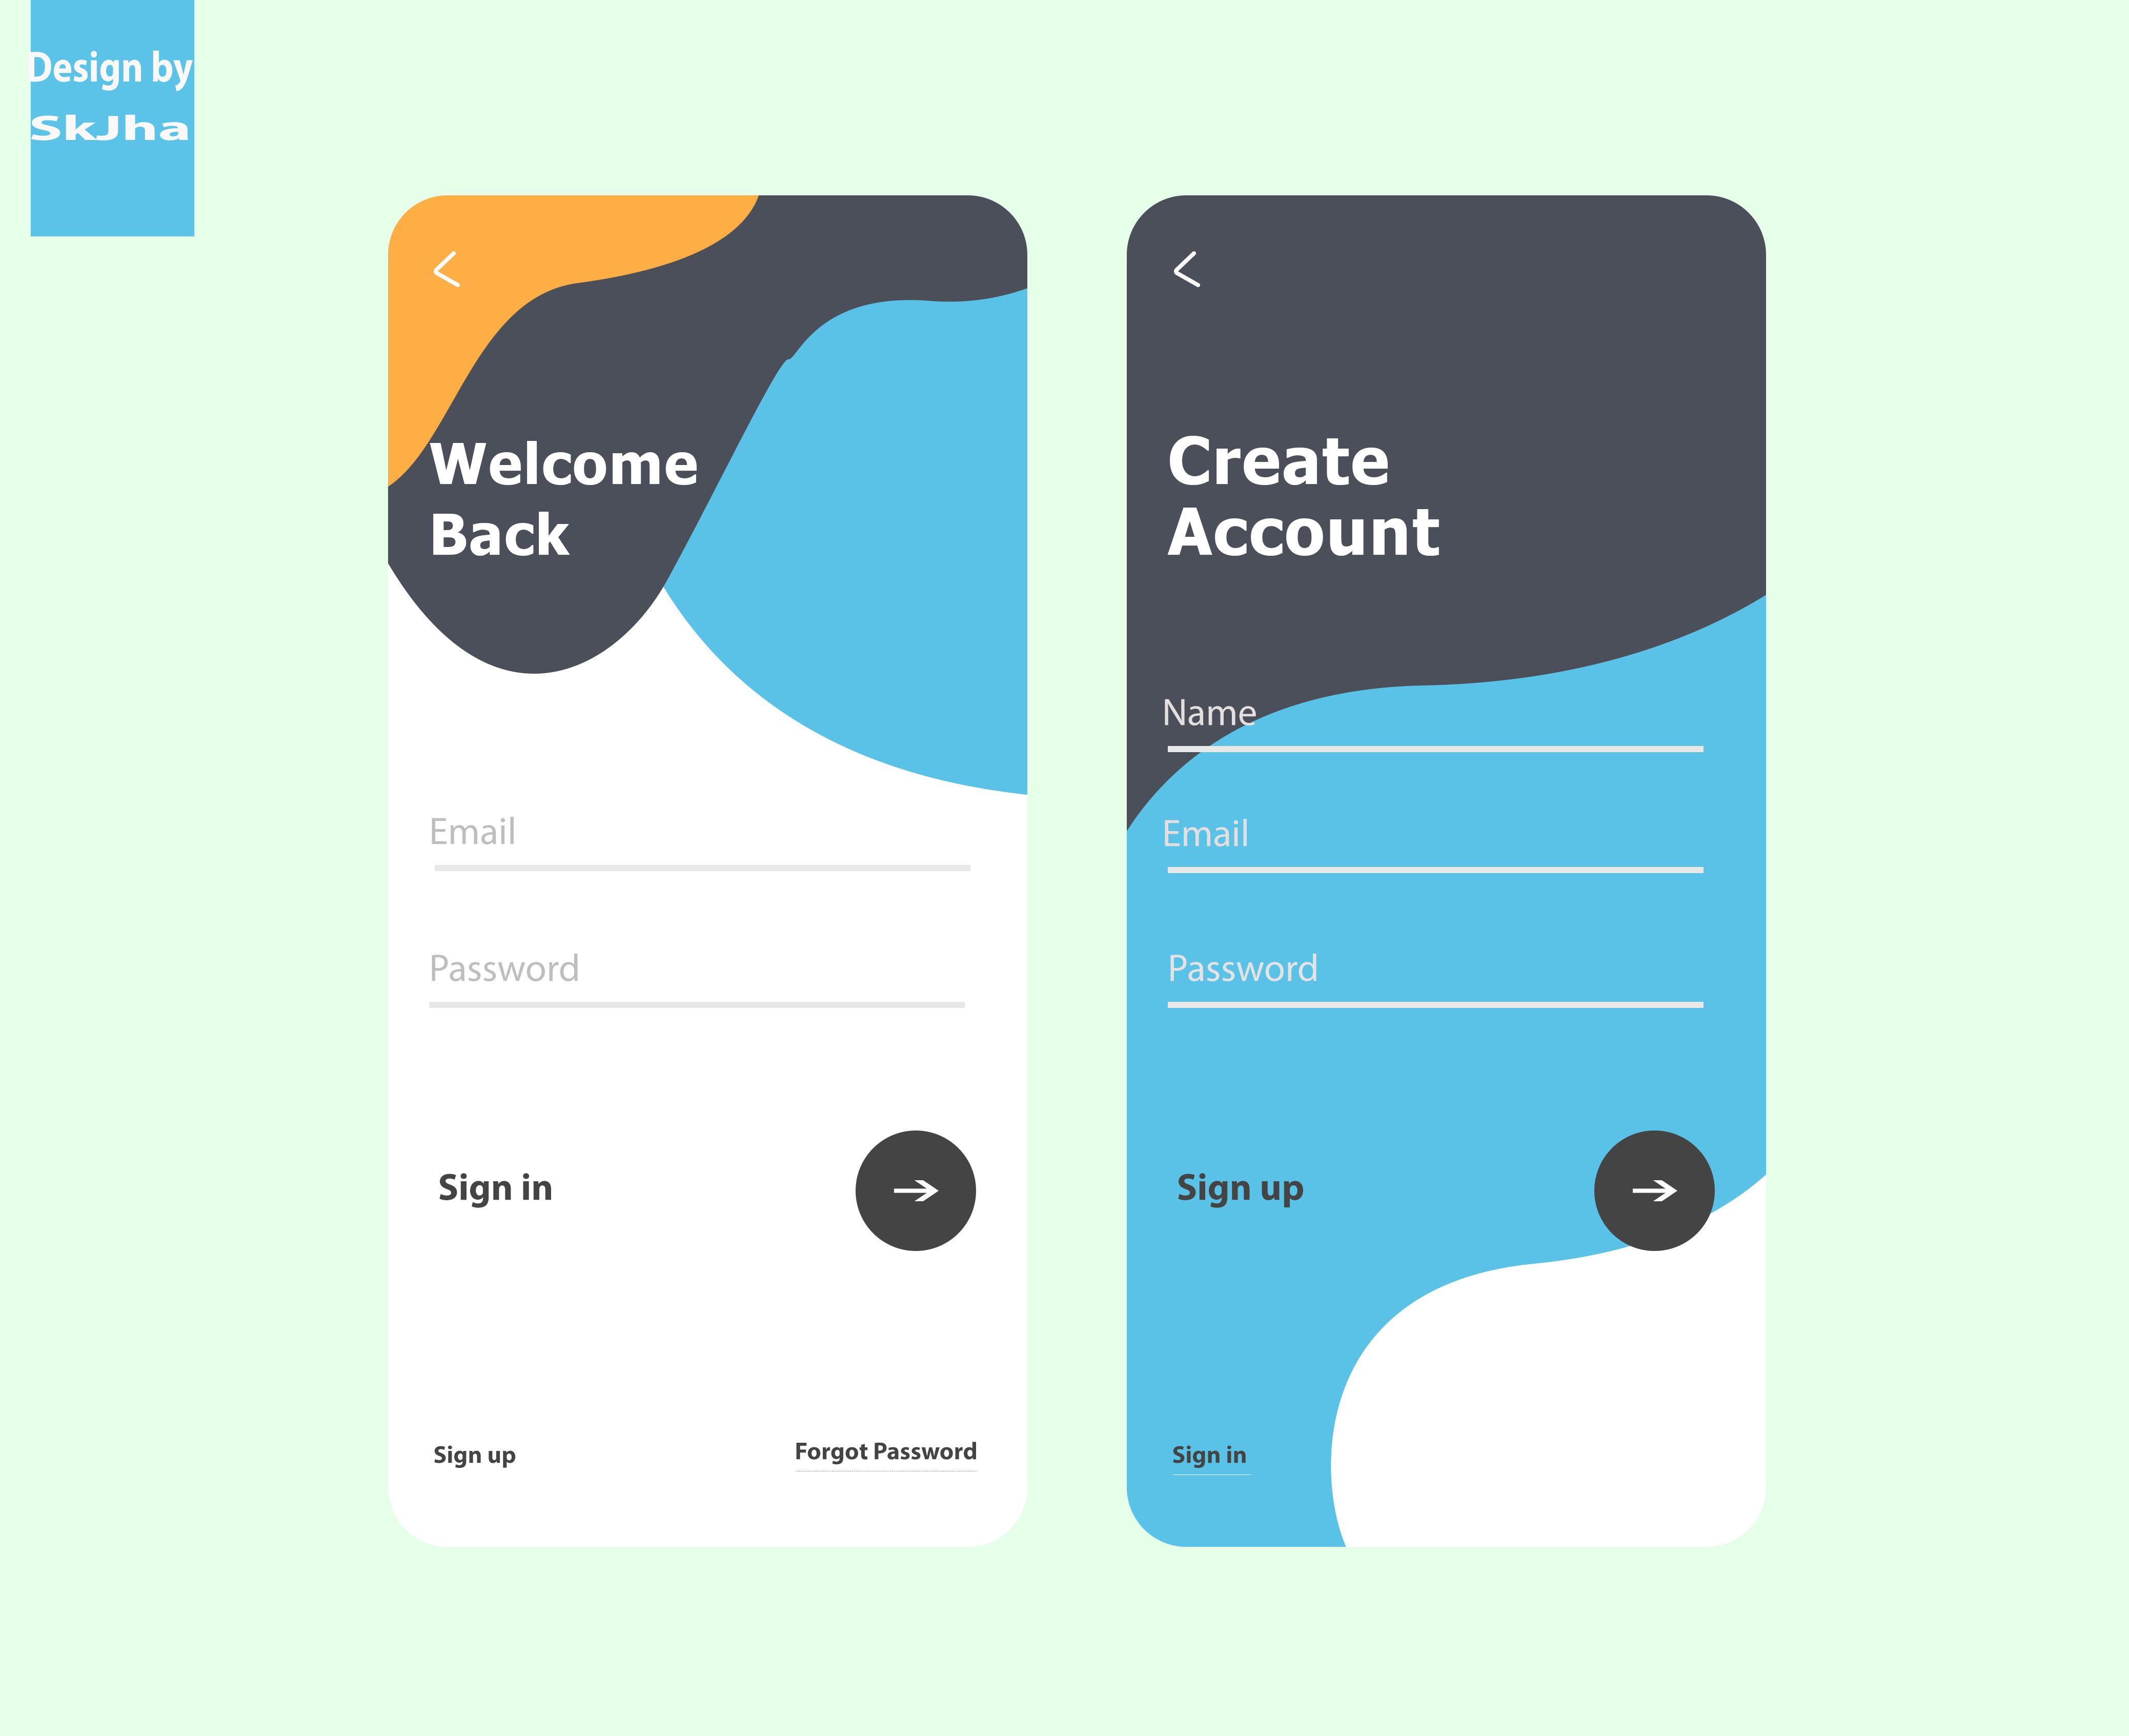 Design by
SkJha
Welcome
Back
Email
Password
Sign in
Sign up
Forgot Password
Create
Account
Name
Email
Password
Sign up
Sign in